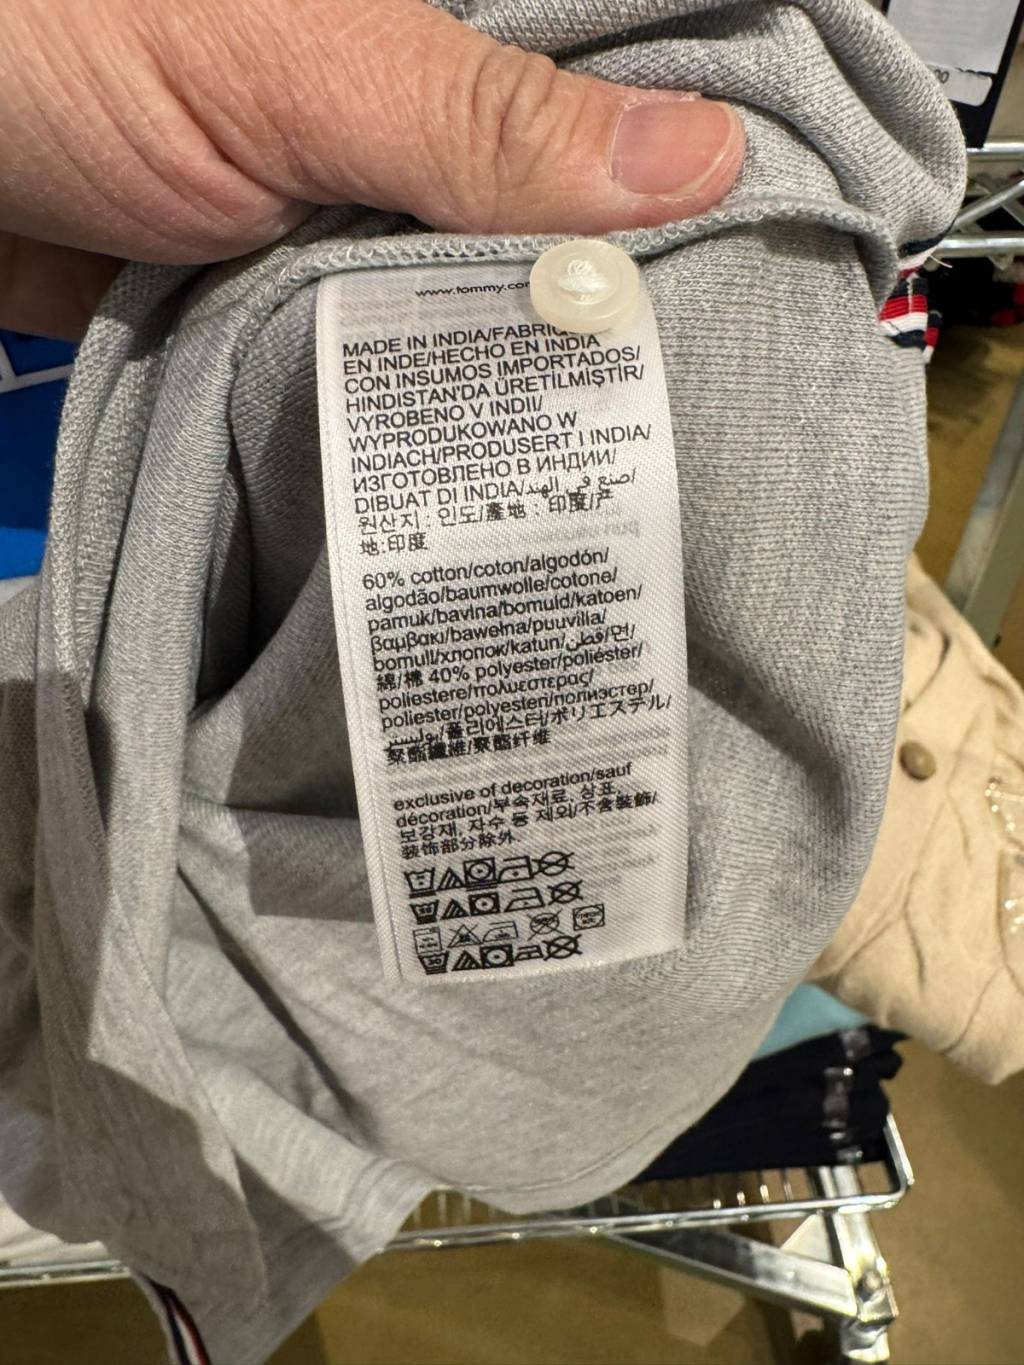 www.tommy.co
MADE IN INDIA/FABRIQ
EN INDE/HECHO EN INDIA
CON INSUMOS IMPORTADOS/
HINDISTAN'DA ÜRETİLMİŞTİR/
VYROBENO V INDII/
WYPRODUKOWANO W
INDIACH/PRODUSERT I INDIA/
ИЗГОТОВЛЕНО В ИНДИИ/
DIBUAT DI INDIA/صنع في الهند/
원산지 : 인도/產地 : 印度/产
地:印度
60% cotton/coton/algodón/
algodão/baumwolle/cotone/
pamuk/bavlna/bomuld/katoen/
βαμβακι/bawełna/puuvilla/
bomull/хлопок/katun/قطن/면/
綿/棉 40% polyester/poliéster/
poliestere/πολυεστερας/
poliester/polyesteri/полиэстер/
بوليستر/폴리에스터/ポリエステル/
聚酯纖維/聚酯纤维
exclusive of decoration/sauf
décoration/부속재료, 상표,
보강재, 자수 등 제외/不含裝飾/
装饰部分除外.